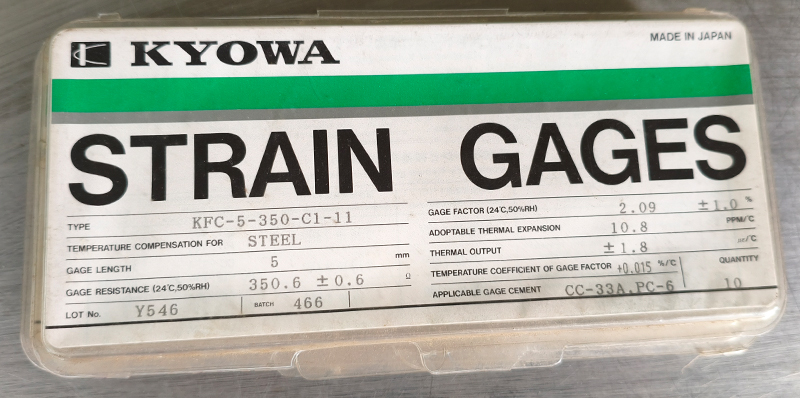 KYOWA
MADE IN JAPAN
STRAIN GAGES
TYPE KFC-5-350-C1-11
TEMPERATURE COMPENSATION FOR STEEL
GAGE LENGTH 5 mm
GAGE RESISTANCE (24℃,50%RH) 350.6 ±0.6 Ω
LOT No. Y546 BATCH 466
GAGE FACTOR (24℃,50%RH) 2.09 ±1.0 %
ADOPTABLE THERMAL EXPANSION 10.8 PPM/℃
THERMAL OUTPUT ±1.8 με/℃
TEMPERATURE COEFFICIENT OF GAGE FACTOR +0.015 %/℃
QUANTITY
APPLICABLE GAGE CEMENT CC-33A.PC-6 10